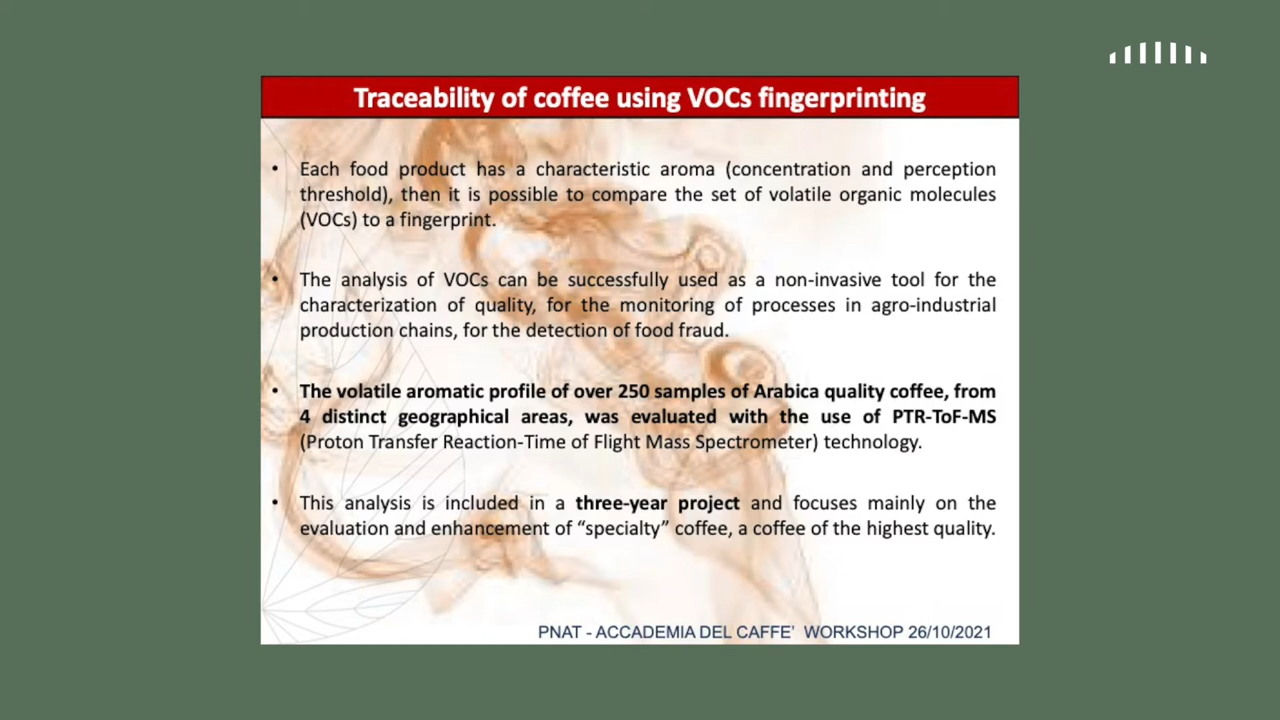 Traceability of coffee using VOCs fingerprinting
• Each food product has a characteristic aroma (concentration and perception
threshold), then it is possible to compare the set of volatile organic molecules
(VOCs) to a fingerprint.
• The analysis of VOCs can be successfully used as a non-invasive tool for the
characterization of quality, for the monitoring of processes in agro-industrial
production chains, for the detection of food fraud.
• The volatile aromatic profile of over 250 samples of Arabica quality coffee, from
4 distinct geographical areas, was evaluated with the use of PTR-ToF-MS
(Proton Transfer Reaction-Time of Flight Mass Spectrometer) technology.
• This analysis is included in a three-year project and focuses mainly on the
evaluation and enhancement of “specialty” coffee, a coffee of the highest quality.
PNAT - ACCADEMIA DEL CAFFE’ WORKSHOP 26/10/2021